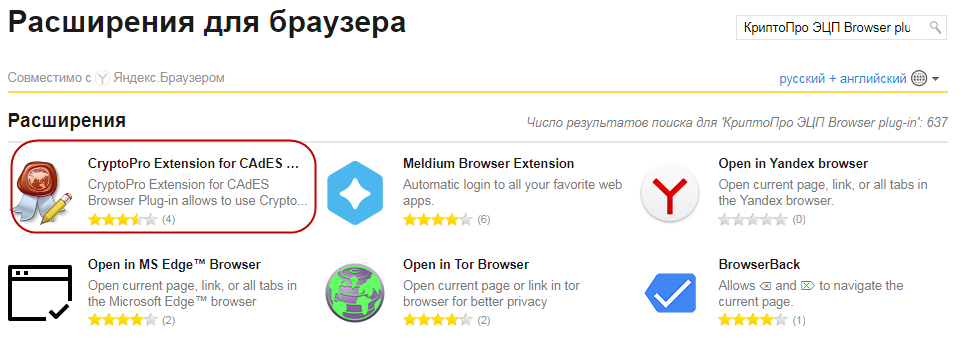 Расширения для браузера
КриптоПро ЭЦП Browser plu
Совместимо с Яндекс.Браузером
русский + английский
Расширения
Число результатов поиска для 'КриптоПро ЭЦП Browser plug-in': 637
CryptoPro Extension for CAdES ...
CryptoPro Extension for CAdES
Browser Plug-in allows to use Crypto...
(4)
Meldium Browser Extension
Automatic login to all your favorite web
apps.
(6)
Open in Yandex browser
Open current page, link, or all tabs in
the Yandex browser.
(0)
Open in MS Edge™ Browser
Open current page, link, or all tabs in
the Microsoft Edge™ browser
(2)
Open in Tor Browser
Open current page or link in tor
browser for better privacy
(2)
BrowserBack
Allows ⌫ and ⌦ to navigate the
current page.
(1)